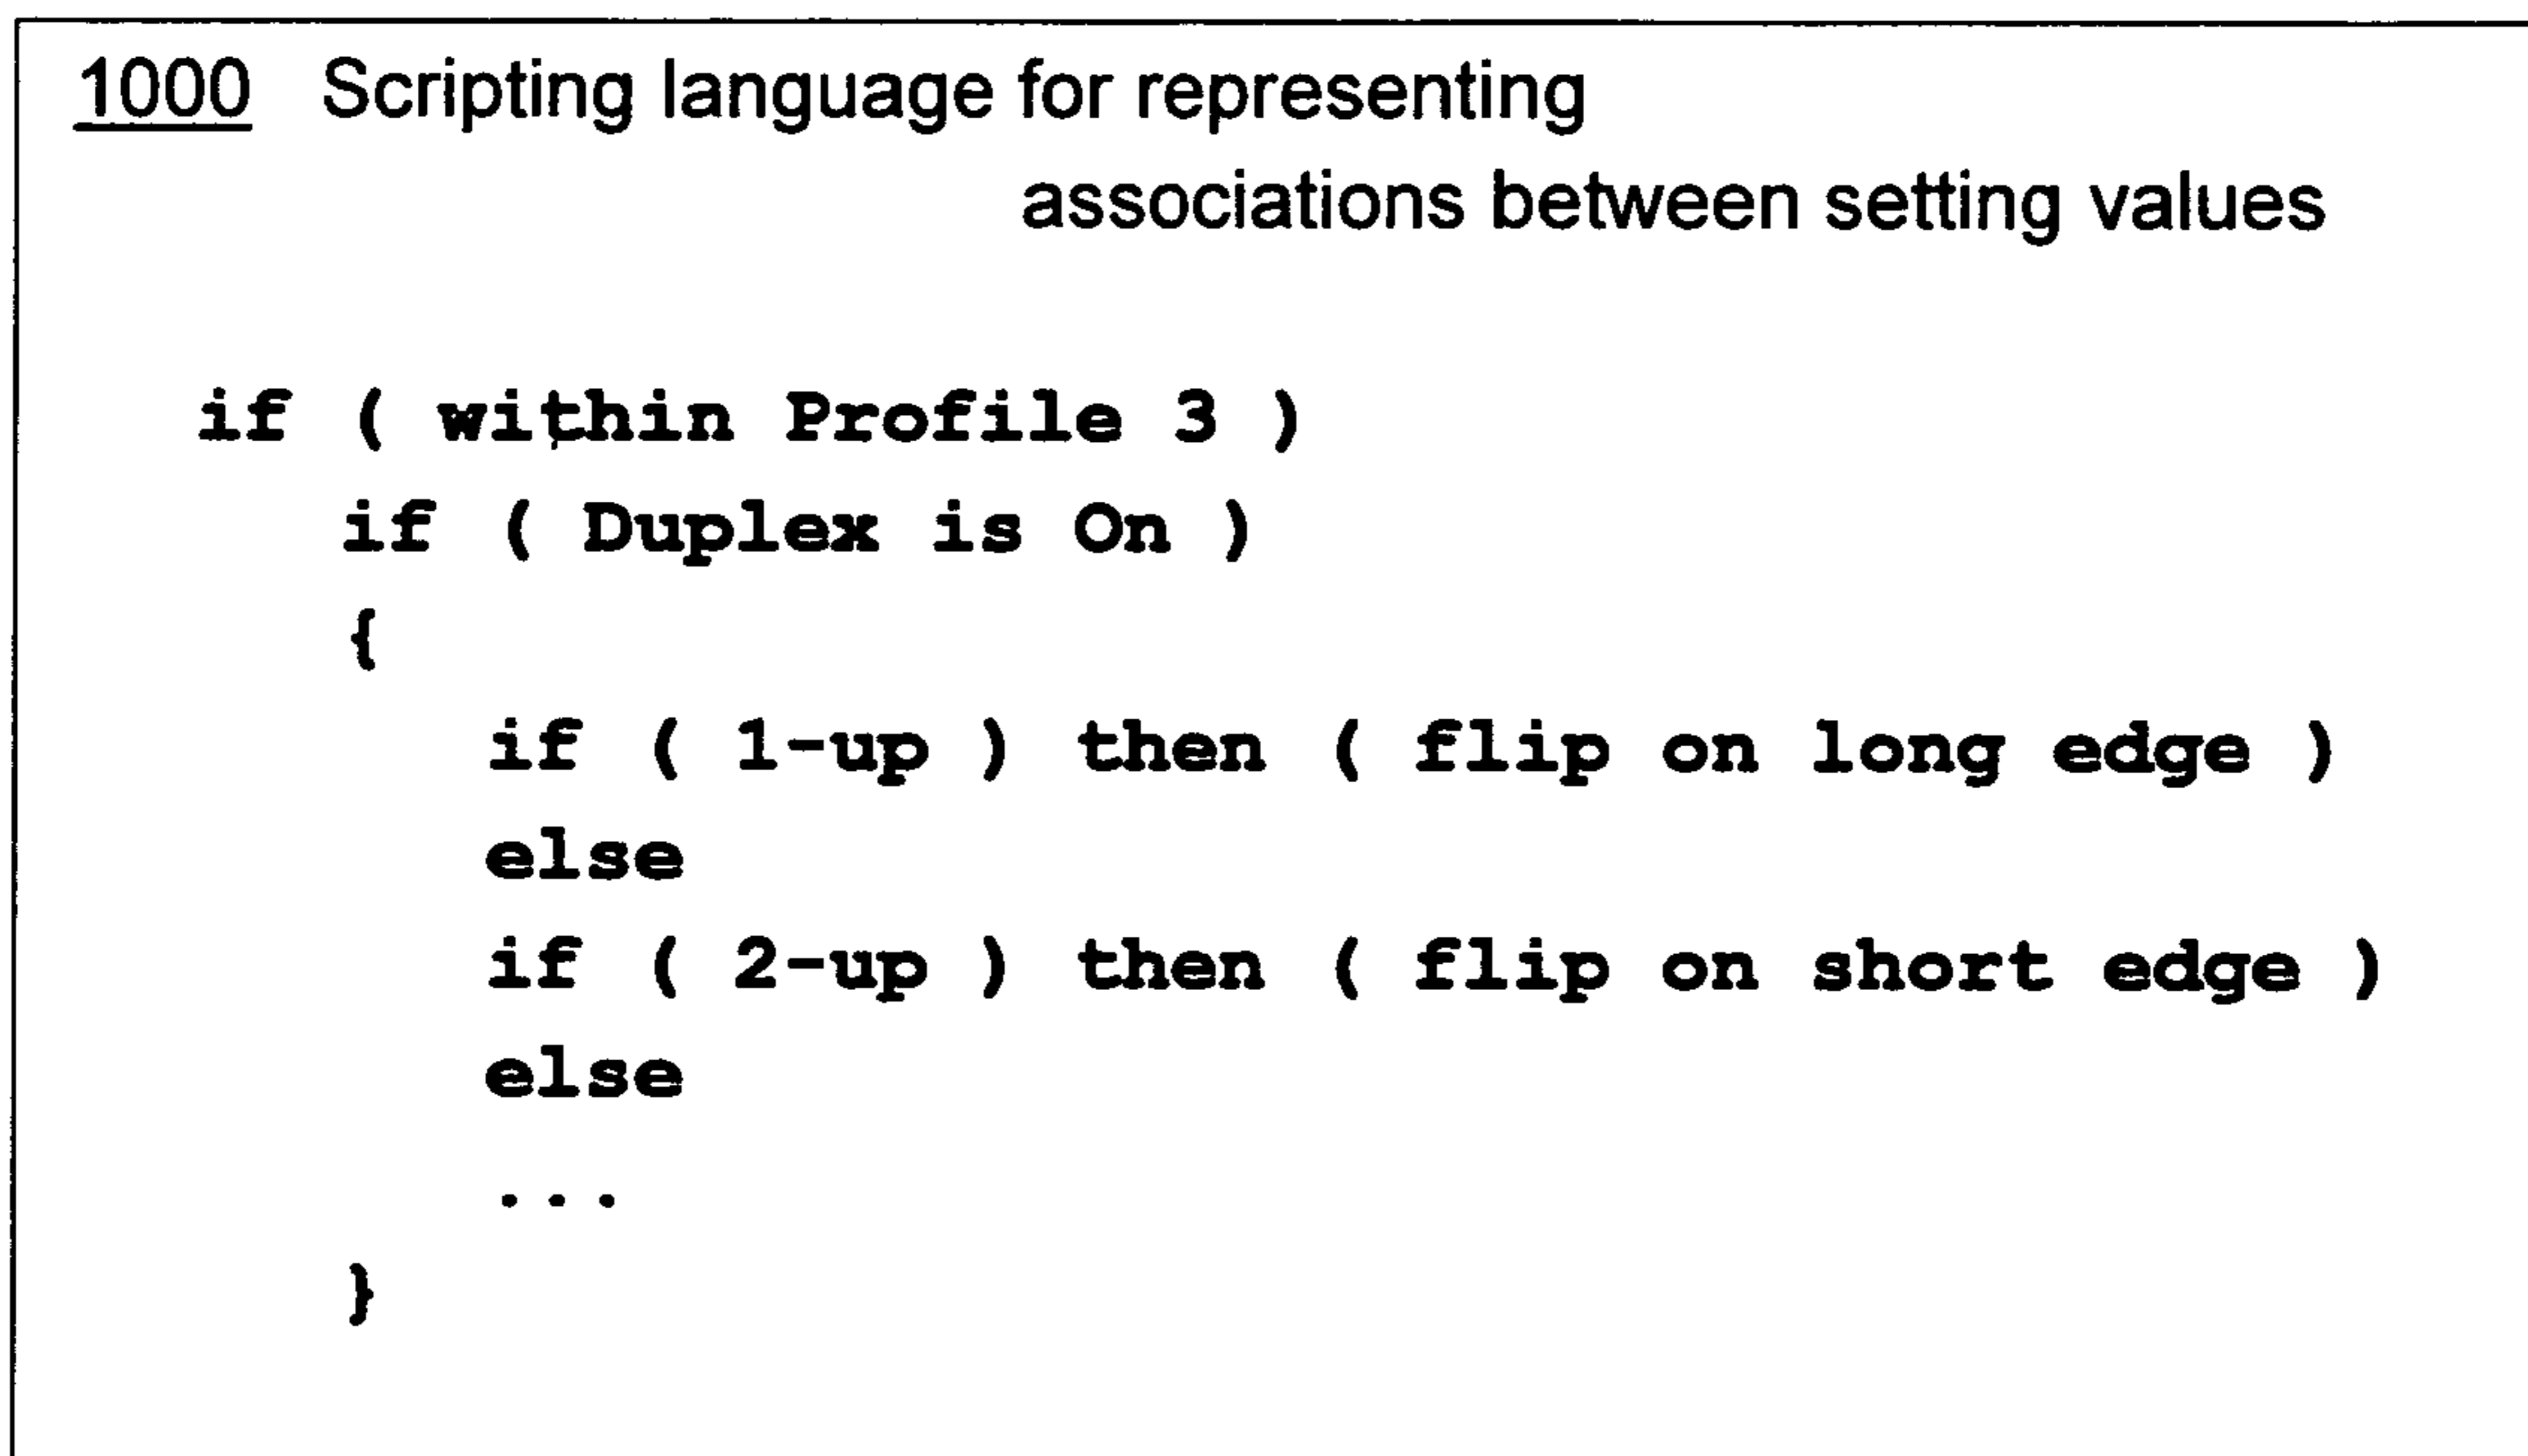 1000 Scripting language for representing
associations between setting values
if ( within Profile 3 )
if ( Duplex is On )
{
if ( 1-up ) then ( flip on long edge )
else
if ( 2-up ) then ( flip on short edge )
else
...
}